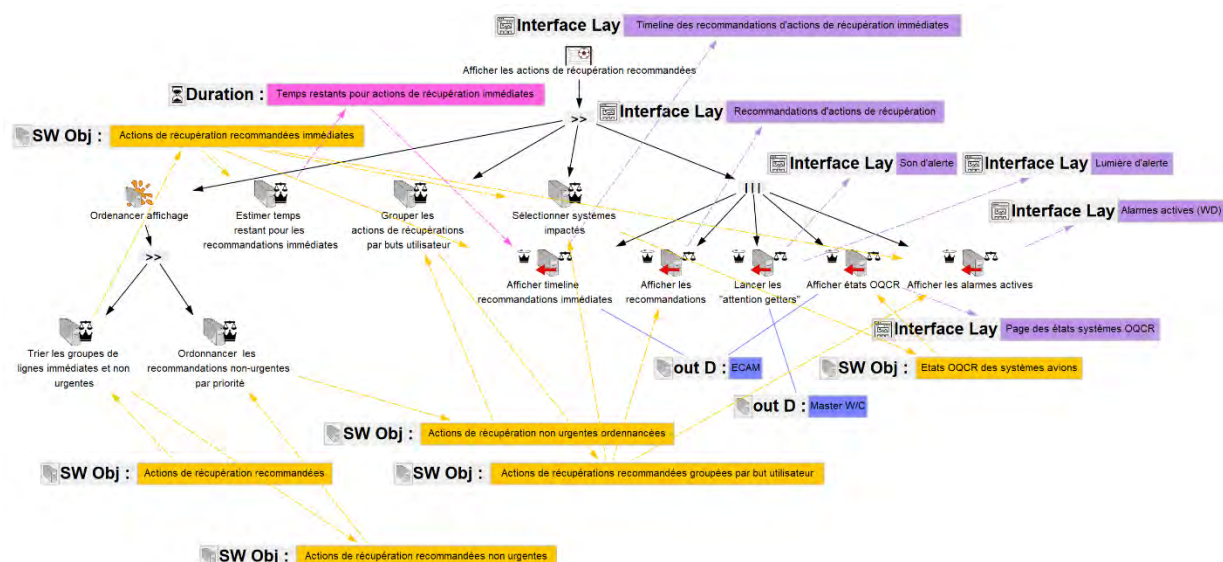 Interface Lay Timeline des recommandations d'actions de récupération immédiates
Afficher les actions de récupération recommandées
Duration : Temps restants pour actions de récupération immédiates
>>
Interface Lay Recommandations d'actions de récupération
SW Obj : Actions de récupération recommandées immédiates
Interface Lay Son d'alerte
Interface Lay Lumière d'alerte
|||
Interface Lay Alarmes actives (WD)
Ordenancer affichage
Estimer temps
restant pour les
recommandations immédiates
Grouper les
actions de récupérations
par buts utilisateur
Sélectionner systèmes
impactés
>>
Afficher timeline
recommandations immédiates
Afficher les
recommandations
Lancer les
"attention getters"
Afficher états OQCR
Afficher les alarmes actives
Interface Lay Page des états systèmes OQCR
Trier les groupes de
lignes immédiates et non
urgentes
Ordonnancer les
recommandations non-urgentes
par priorité
out D : ECAM
SW Obj : Etats OQCR des systèmes avions
out D : Master W/C
SW Obj : Actions de récupération non urgentes ordennancées
SW Obj : Actions de récupération recommandées
SW Obj : Actions de récupérations recommandées groupées par but utilisateur
SW Obj : Actions de récupération recommandées non urgentes